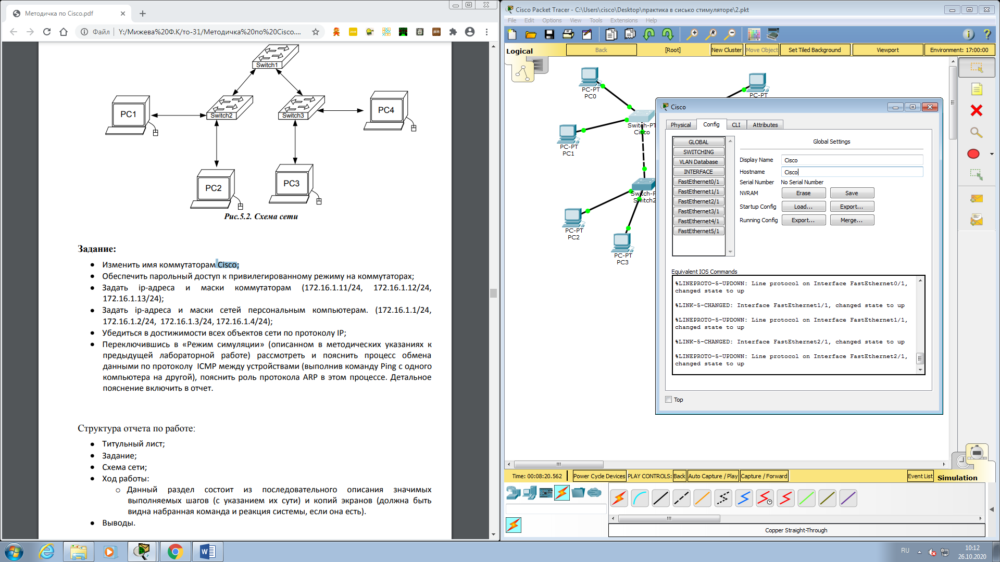 Методичка по Cisco.pdf
Файл
Y:/Мижева%20Ф.К/то-31/Методичка%20по%20Cisco....
Switch1
PC1
Switch2
Switch3
PC4
PC2
PC3
Рис.5.2. Схема сети
Задание:
Изменить имя коммутаторам Cisco;
Обеспечить парольный доступ к привилегированному режиму на коммутаторах;
Задать ip-адреса и маски коммутаторам (172.16.1.11/24, 172.16.1.12/24,
172.16.1.13/24);
Задать ip-адреса и маски сетей персональным компьютерам. (172.16.1.1/24,
172.16.1.2/24, 172.16.1.3/24, 172.16.1.4/24);
Убедиться в достижимости всех объектов сети по протоколу IP;
Переключившись в «Режим симуляции» (описанном в методических указаниях к
предыдущей лабораторной работе) рассмотреть и пояснить процесс обмена
данными по протоколу ICMP между устройствами (выполнив команду Ping с одного
компьютера на другой), пояснить роль протокола ARP в этом процессе. Детальное
пояснение включить в отчет.
Структура отчета по работе:
Титульный лист;
Задание;
Схема сети;
Ход работы:
Данный раздел состоит из последовательного описания значимых
выполняемых шагов (с указанием их сути) и копий экранов (должна быть
видна набранная команда и реакция системы, если она есть).
Выводы.
Cisco Packet Tracer - C:\Users\cisco\Desktop\практика в сисько стимуляторе\2.pkt
File Edit Options View Tools Extensions Help
Logical
Back
[Root]
New Cluster
Move Object
Set Tiled Background
Viewport
Environment: 17:00:00
PC-PT
PC0
PC-PT
Switch-PT
Cisco
PC-PT
PC1
Switch-P
Switch2
PC-PT
PC2
PC-PT
PC3
Cisco
Physical
Config
CLI
Attributes
GLOBAL
SWITCHING
VLAN Database
INTERFACE
FastEthernet0/1
FastEthernet1/1
FastEthernet2/1
FastEthernet3/1
FastEthernet4/1
FastEthernet5/1
Global Settings
Display Name Cisco
Hostname Cisco
Serial Number No Serial Number
NVRAM Erase Save
Startup Config Load... Export...
Running Config Export... Merge...
Equivalent IOS Commands
%LINEPROTO-5-UPDOWN: Line protocol on Interface FastEthernet0/1,
changed state to up
%LINK-5-CHANGED: Interface FastEthernet1/1, changed state to up
%LINEPROTO-5-UPDOWN: Line protocol on Interface FastEthernet1/1,
changed state to up
%LINK-5-CHANGED: Interface FastEthernet2/1, changed state to up
%LINEPROTO-5-UPDOWN: Line protocol on Interface FastEthernet2/1,
changed state to up
Top
Time: 00:08:20.562
Power Cycle Devices
PLAY CONTROLS:
Back
Auto Capture / Play
Capture / Forward
Event List
Simulation
Copper Straight-Through
RU
10:12
26.10.2020